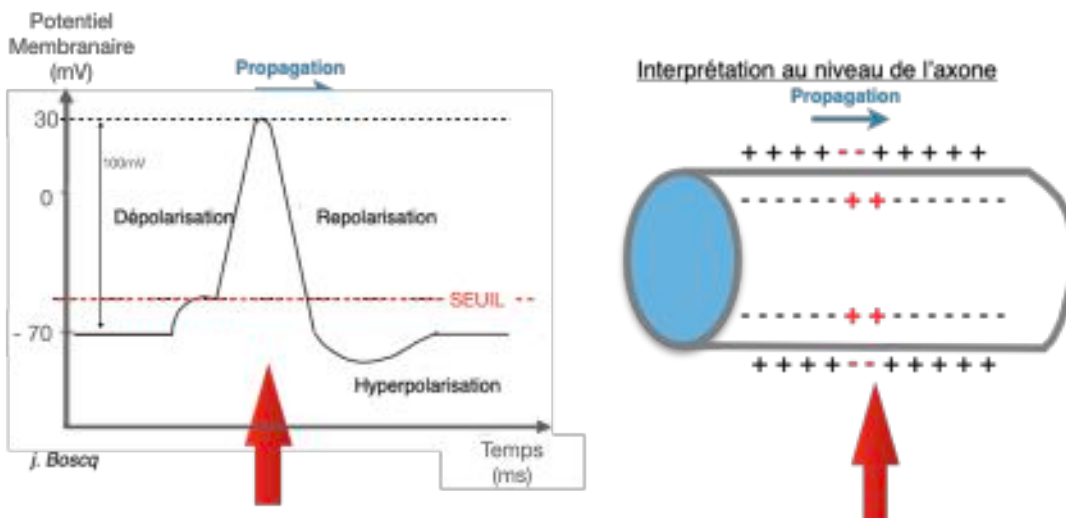 Potentiel
Membranaire
(mV)
Propagation
30
100mV
0
Dépolarisation
Repolarisation
SEUIL
- 70
Hyperpolarisation
Temps
(ms)
j. Boscq
Interprétation au niveau de l'axone
Propagation
+ + + + - - + + + + +
- - - - - - - - + + - - - - - - - - -
- - - - - - - - + + - - - - - - - - -
+ + + + - - + + + + +